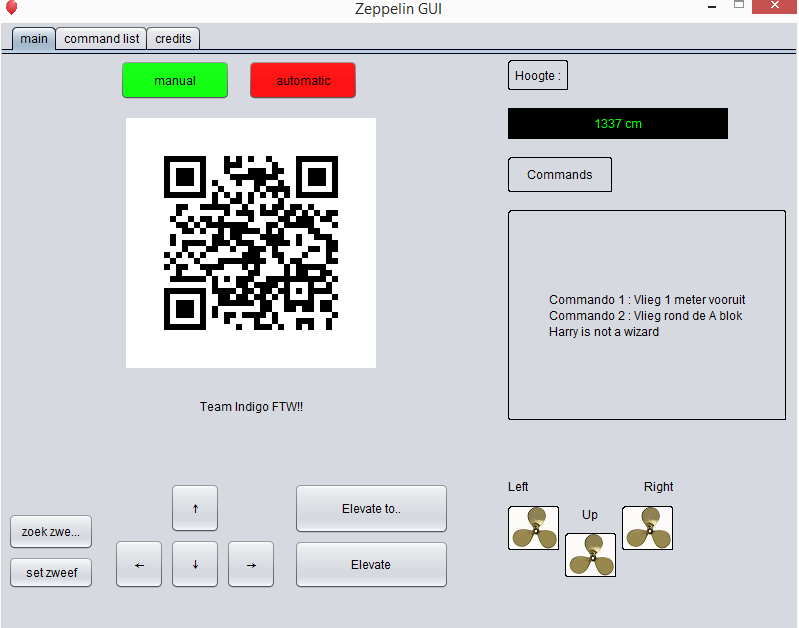 Zeppelin GUI
main
command list
credits
manual
automatic
Hoogte :
1337 cm
Commands
Commando 1 : Vlieg 1 meter vooruit
Commando 2 : Vlieg rond de A blok
Harry is not a wizard
Team Indigo FTW!!
Left
Right
Up
↑
Elevate to..
zoek zwe...
←
↓
→
Elevate
set zweef